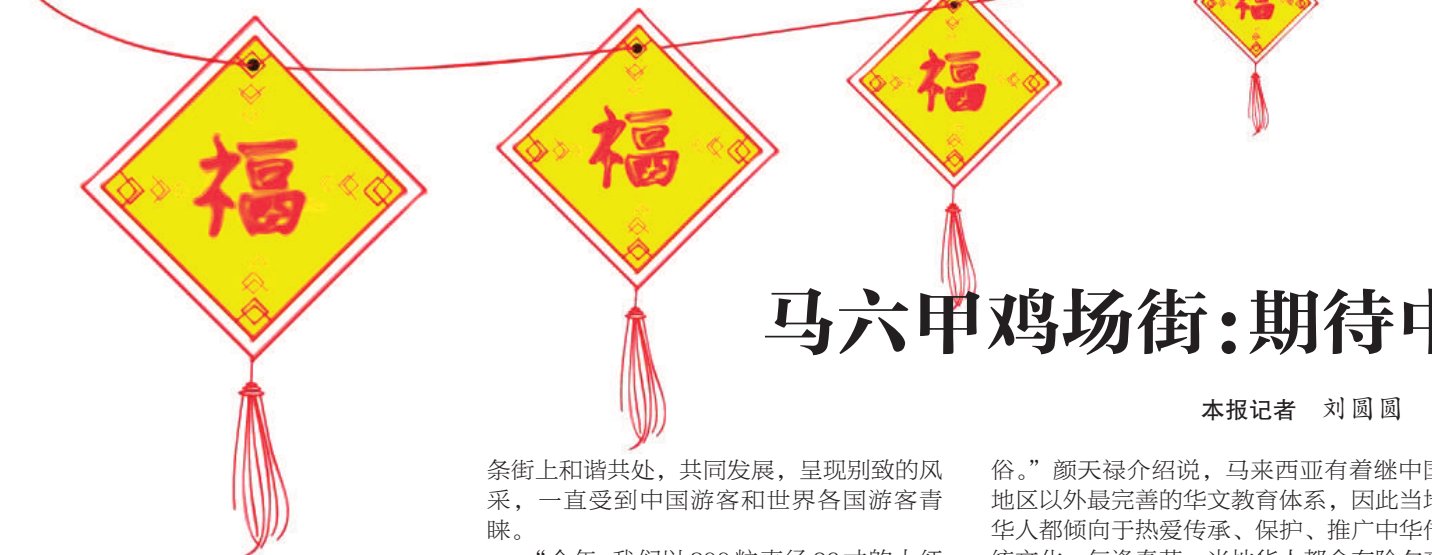 福
福
福
福
马六甲鸡场街：期待
本报记者 刘圆圆
条街上和谐共处，共同发展，呈现别致的风
采，一直受到中国游客和世界各国游客青
睐。
俗。”颜天禄介绍说，马来西亚有着继中国
地区以外最完善的华文教育体系，因此当地
华人都倾向于热爱传承、保护、推广中华传